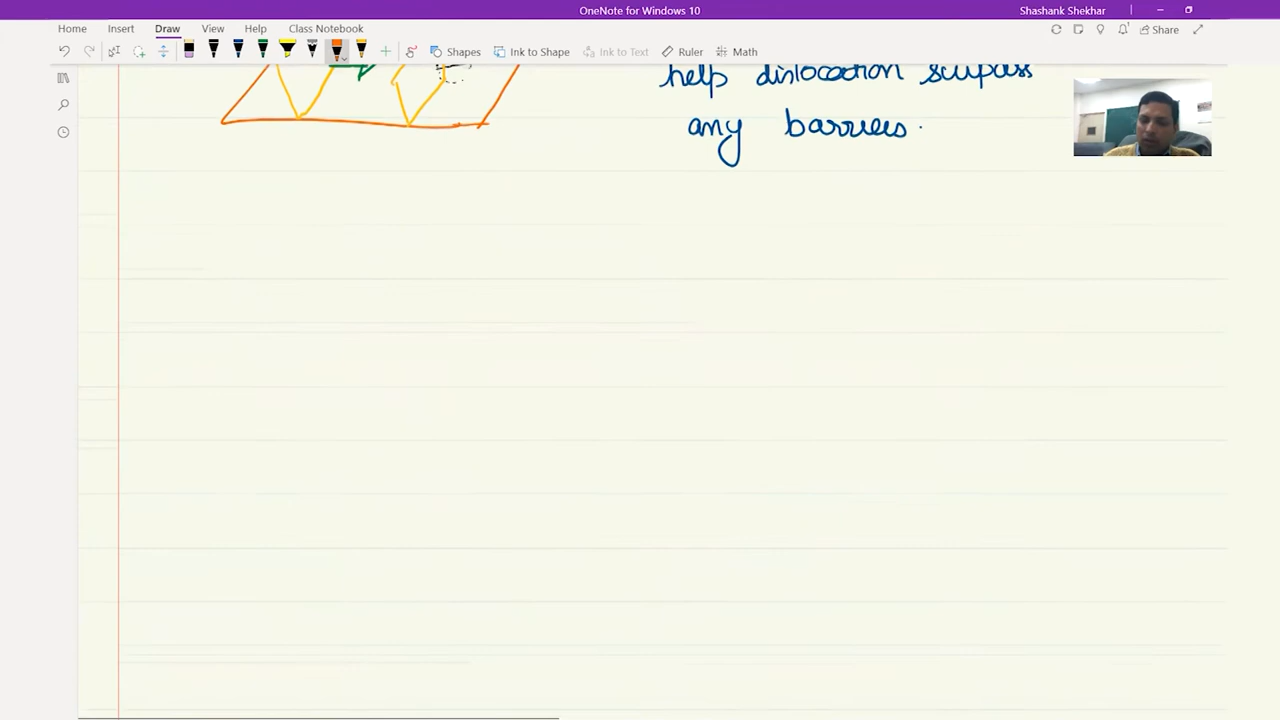 OneNote for Windows 10
Shashank Shekhar
Home Insert Draw View Help Class Notebook
Share
Shapes Ink to Shape Ink to Text Ruler Math
help dislocation surpass
any barriers.